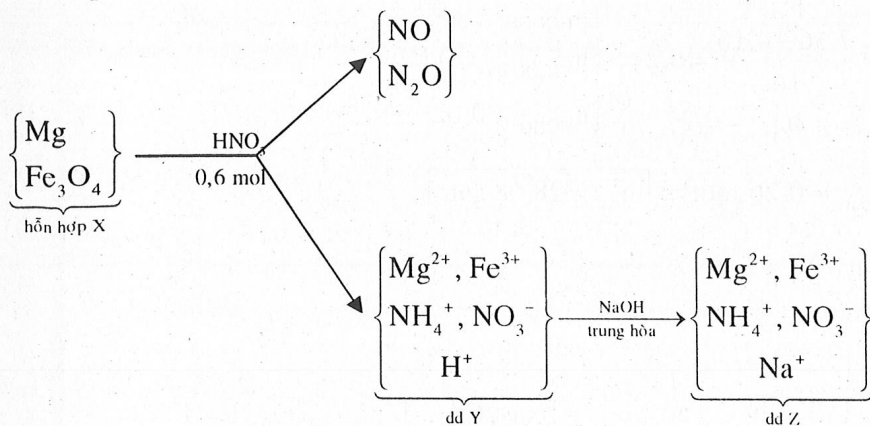 Mg
Fe₃O₄
hỗn hợp X
HNO₃
0,6 mol
NO
N₂O
Mg²⁺, Fe³⁺
NH₄⁺, NO₃⁻
H⁺
dd Y
NaOH
trung hòa
Mg²⁺, Fe³⁺
NH₄⁺, NO₃⁻
Na⁺
dd Z